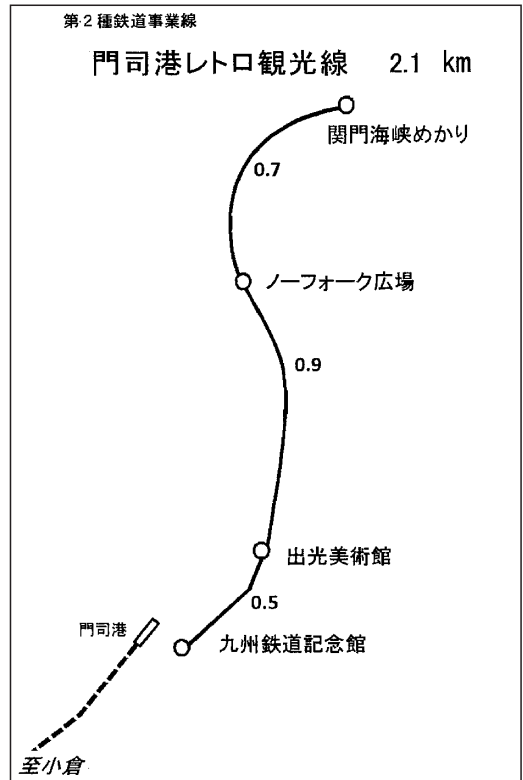 第2種鉄道事業線
門司港レトロ観光線 2.1 km
関門海峡めかり
0.7
ノーフォーク広場
0.9
出光美術館
0.5
門司港
九州鉄道記念館
至小倉